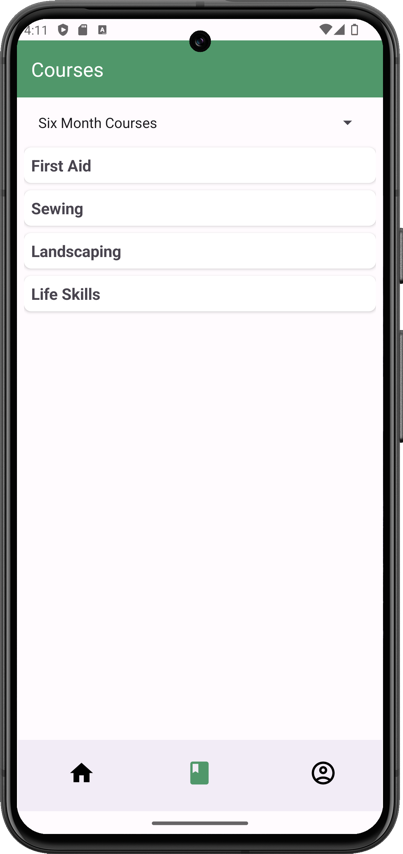 4:11
Courses
Six Month Courses
First Aid
Sewing
Landscaping
Life Skills